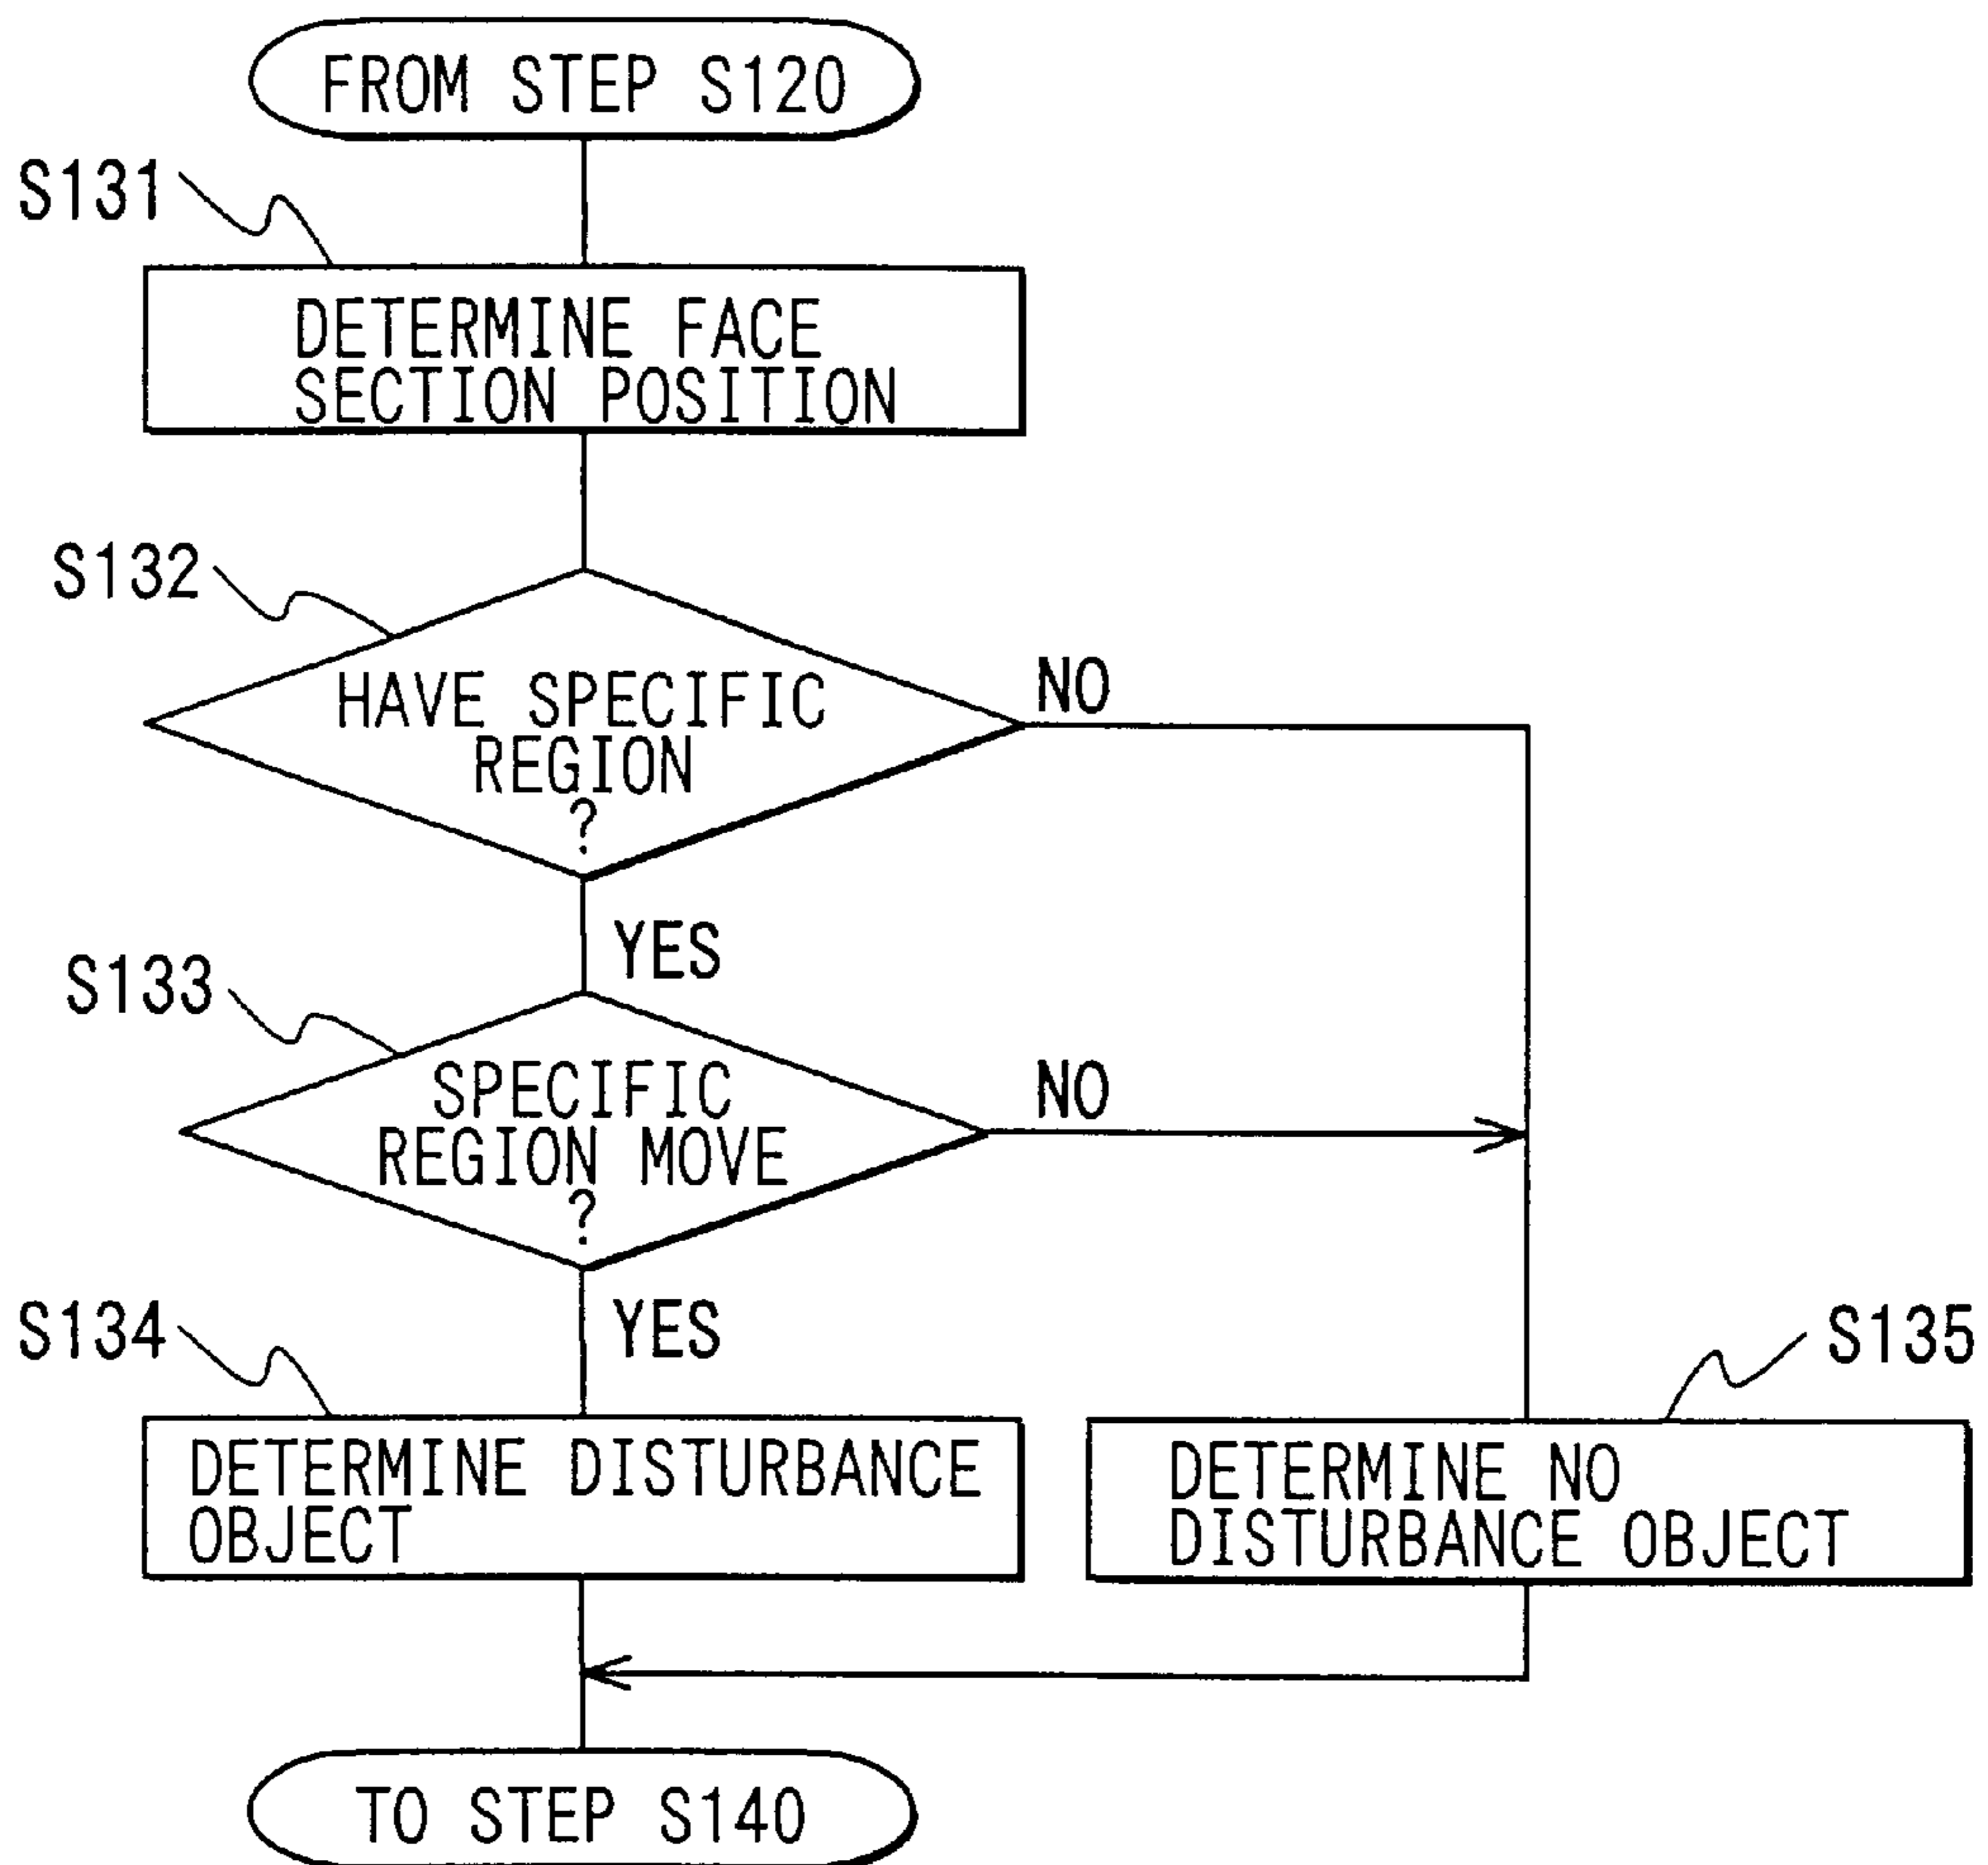 FROM STEP S120
S131
DETERMINE FACE
SECTION POSITION
S132
HAVE SPECIFIC
REGION
?
NO
YES
S133
SPECIFIC
REGION MOVE
?
NO
YES
S134
DETERMINE DISTURBANCE
OBJECT
S135
DETERMINE NO
DISTURBANCE OBJECT
TO STEP S140